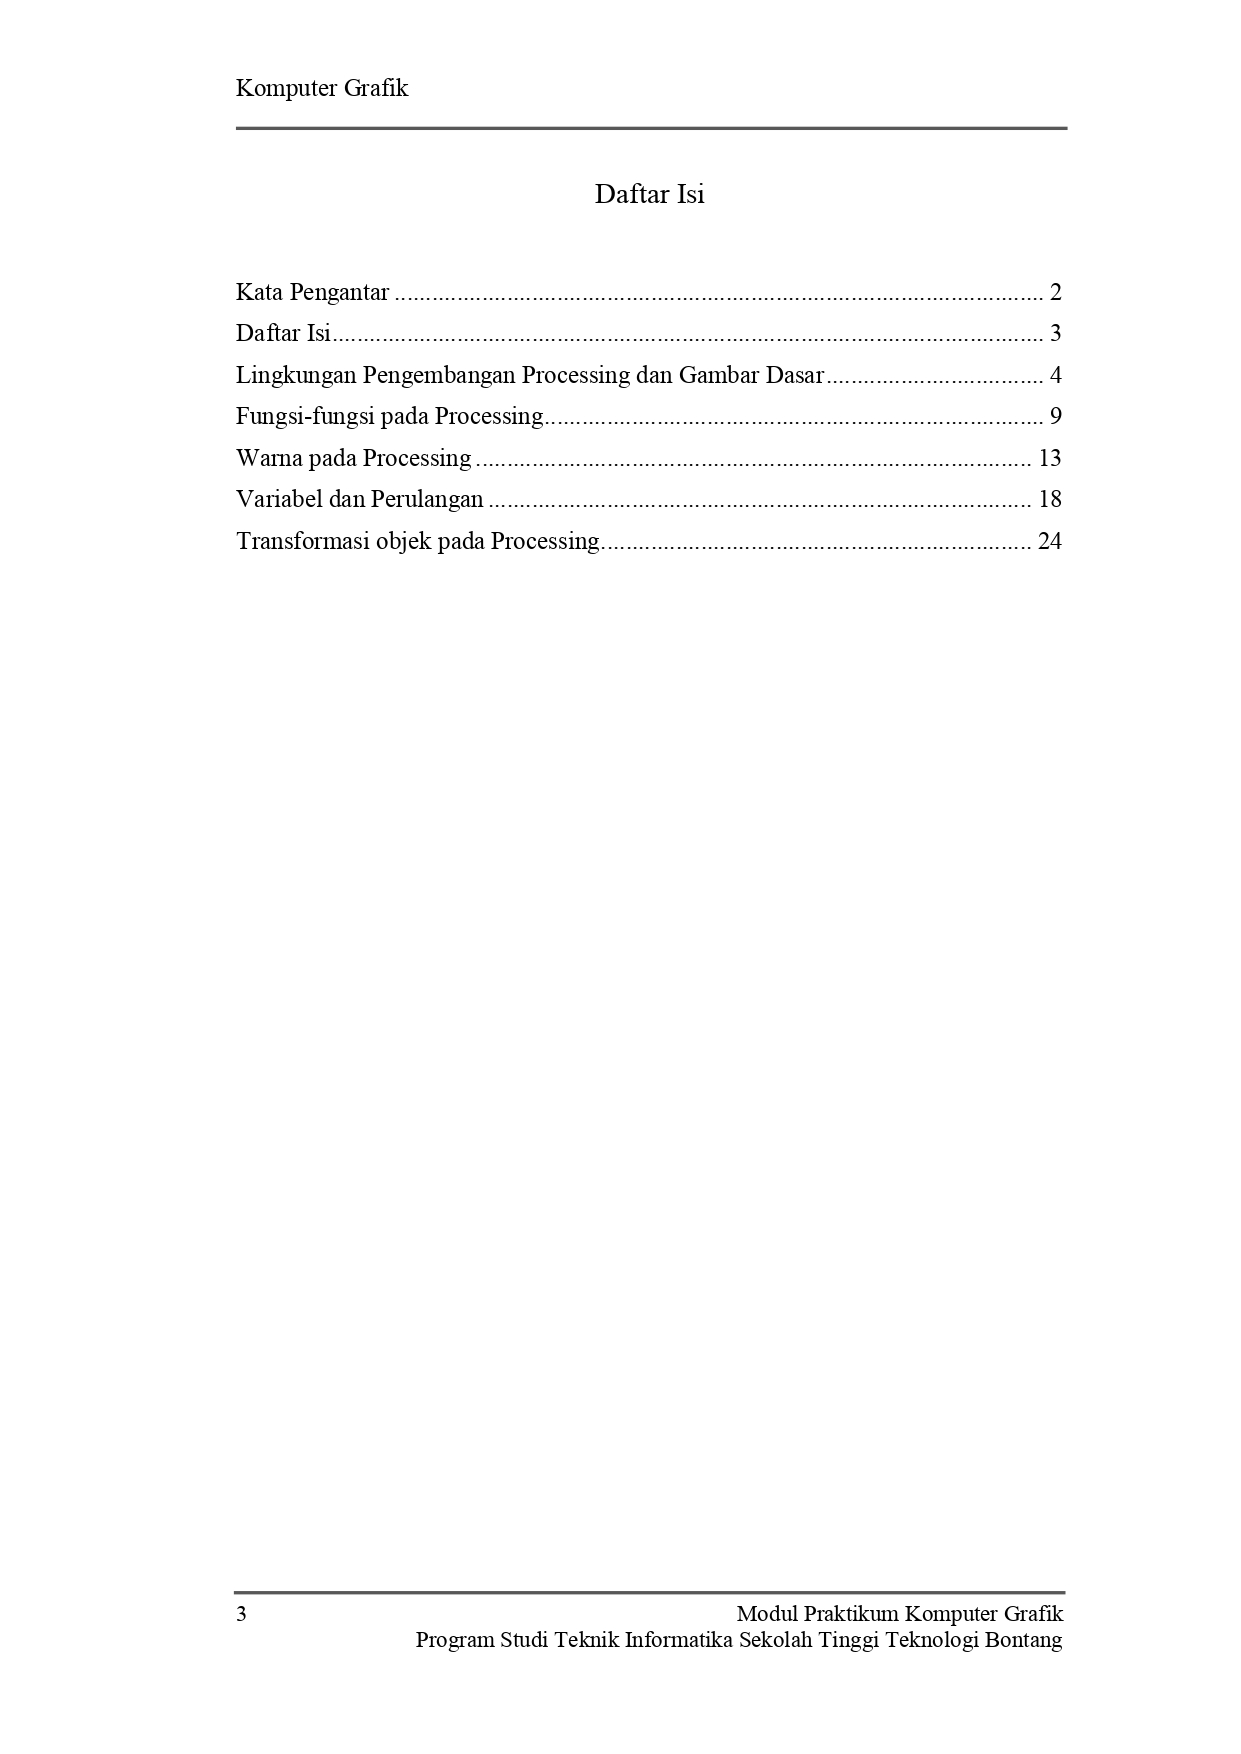 Komputer Grafik
Daftar Isi
Kata Pengantar ........................................................................................................ 2
Daftar Isi.................................................................................................................. 3
Lingkungan Pengembangan Processing dan Gambar Dasar................................... 4
Fungsi-fungsi pada Processing................................................................................ 9
Warna pada Processing ......................................................................................... 13
Variabel dan Perulangan ....................................................................................... 18
Transformasi objek pada Processing..................................................................... 24
3 Modul Praktikum Komputer Grafik
Program Studi Teknik Informatika Sekolah Tinggi Teknologi Bontang